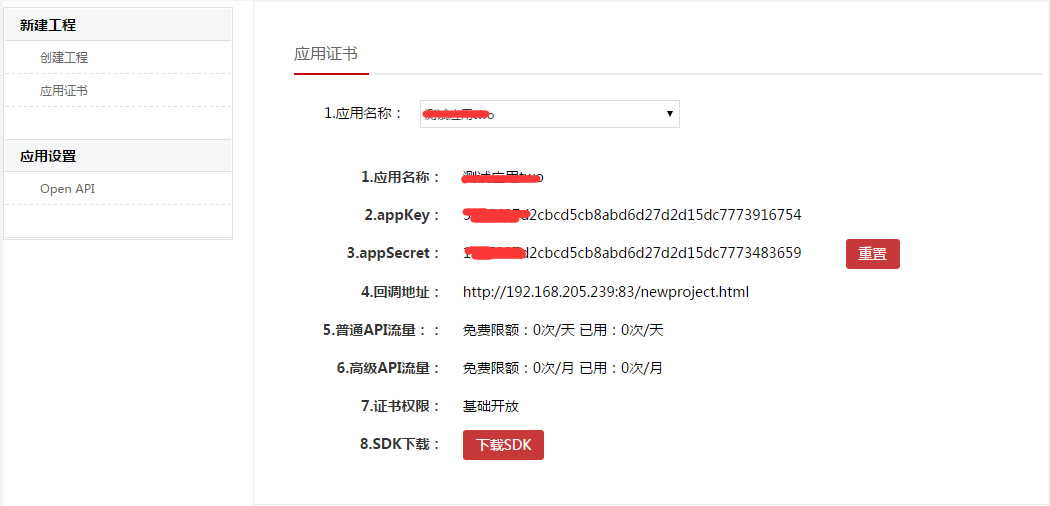 新建工程
创建工程
应用证书
应用设置
Open API
应用证书
1.应用名称：
1.应用名称：
2.appKey： d2cbcd5cb8abd6d27d2d15dc7773916754
3.appSecret： d2cbcd5cb8abd6d27d2d15dc7773483659 重置
4.回调地址： http://192.168.205.239:83/newproject.html
5.普通API流量：： 免费限额：0次/天 已用：0次/天
6.高级API流量： 免费限额：0次/月 已用：0次/月
7.证书权限： 基础开放
8.SDK下载： 下载SDK